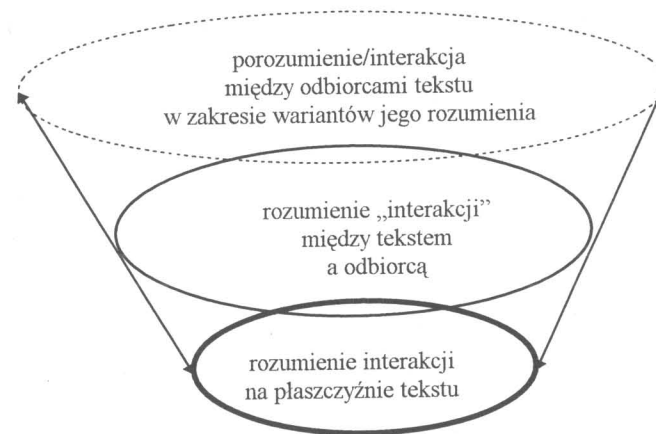 porozumienie/interakcja
między odbiorcami tekstu
w zakresie wariantów jego rozumienia
rozumienie „interakcji”
między tekstem
a odbiorcą
rozumienie interakcji
na płaszczyźnie tekstu